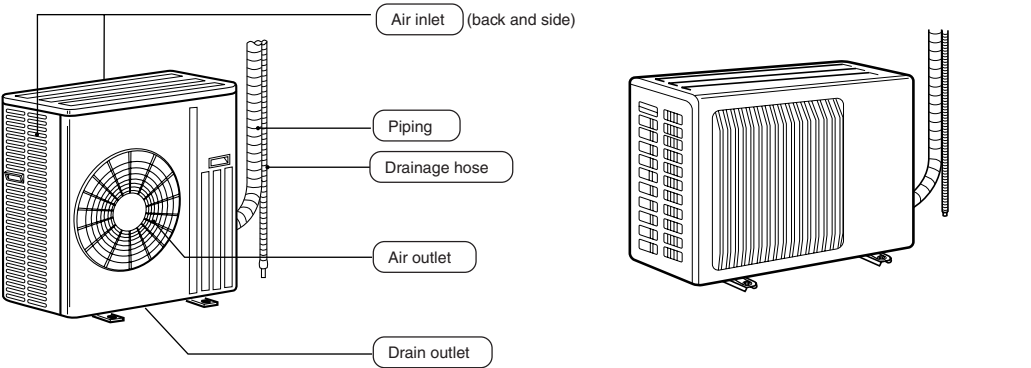 Air inlet (back and side)
Piping
Drainage hose
Air outlet
Drain outlet